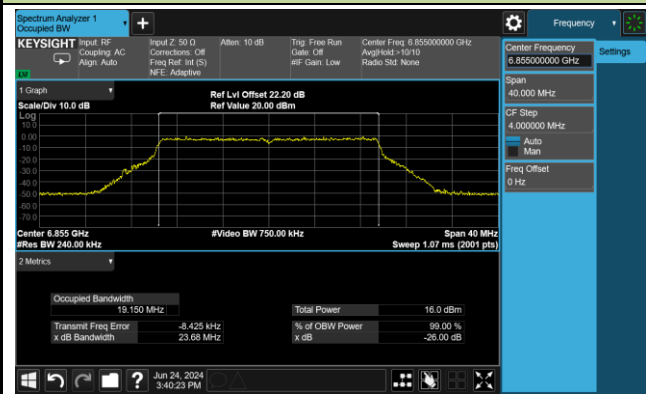 Spectrum Analyzer 1
Occupied BW
Frequency
KEYSIGHT
Input: RF
Coupling: AC
Align: Auto
Input Z: 50 Ω
Corrections: Off
Freq Ref: Int (S)
NFE: Adaptive
Atten: 10 dB
Trig: Free Run
Gate: Off
#IF Gain: Low
Center Freq: 6.855000000 GHz
Avg|Hold:>10/10
Radio Std: None
Center Frequency
6.855000000 GHz
Settings
Span
40.000 MHz
CF Step
4.000000 MHz
Auto
Man
Freq Offset
0 Hz
1 Graph
Scale/Div 10.0 dB
Ref Lvl Offset 22.20 dB
Ref Value 20.00 dBm
Log
10.0
0.00
-10.0
-20.0
-30.0
-40.0
-50.0
-60.0
-70.0
Center 6.855 GHz
#Video BW 750.00 kHz
Span 40 MHz
#Res BW 240.00 kHz
Sweep 1.07 ms (2001 pts)
2 Metrics
Occupied Bandwidth
19.150 MHz
Total Power 16.0 dBm
Transmit Freq Error -8.425 kHz
% of OBW Power 99.00 %
x dB Bandwidth 23.68 MHz
x dB -26.00 dB
Jun 24, 2024
3:40:23 PM